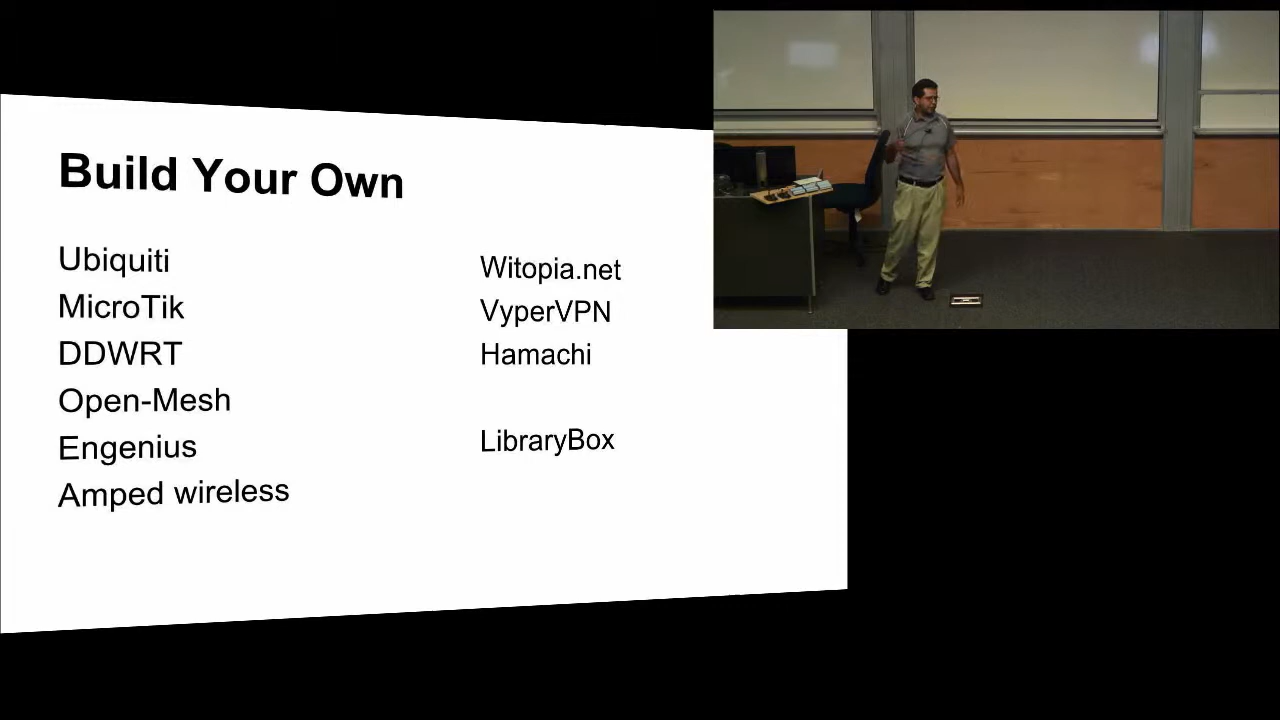 Build Your Own
Ubiquiti
MicroTik
DDWRT
Open-Mesh
Engenius
Amped wireless
Witopia.net
VyperVPN
Hamachi
LibraryBox